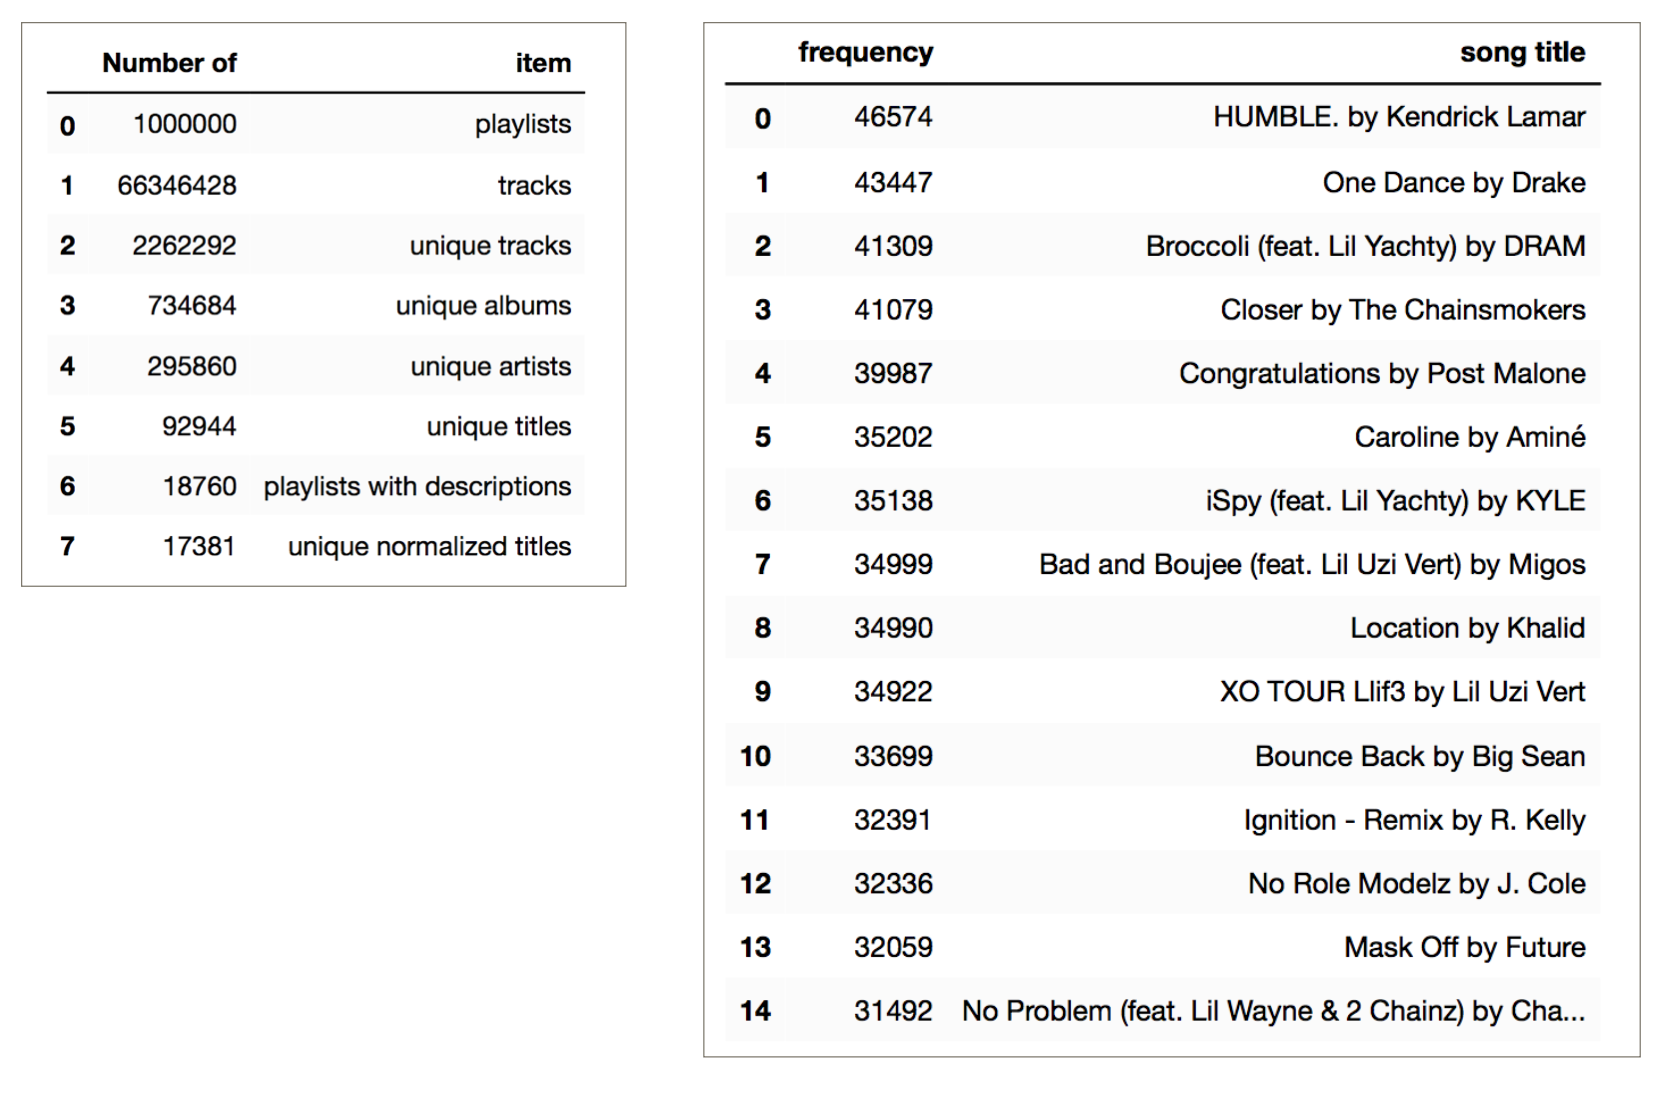 Number of item
0 1000000 playlists
1 66346428 tracks
2 2262292 unique tracks
3 734684 unique albums
4 295860 unique artists
5 92944 unique titles
6 18760 playlists with descriptions
7 17381 unique normalized titles
frequency song title
0 46574 HUMBLE. by Kendrick Lamar
1 43447 One Dance by Drake
2 41309 Broccoli (feat. Lil Yachty) by DRAM
3 41079 Closer by The Chainsmokers
4 39987 Congratulations by Post Malone
5 35202 Caroline by Aminé
6 35138 iSpy (feat. Lil Yachty) by KYLE
7 34999 Bad and Boujee (feat. Lil Uzi Vert) by Migos
8 34990 Location by Khalid
9 34922 XO TOUR Llif3 by Lil Uzi Vert
10 33699 Bounce Back by Big Sean
11 32391 Ignition - Remix by R. Kelly
12 32336 No Role Modelz by J. Cole
13 32059 Mask Off by Future
14 31492 No Problem (feat. Lil Wayne & 2 Chainz) by Cha...